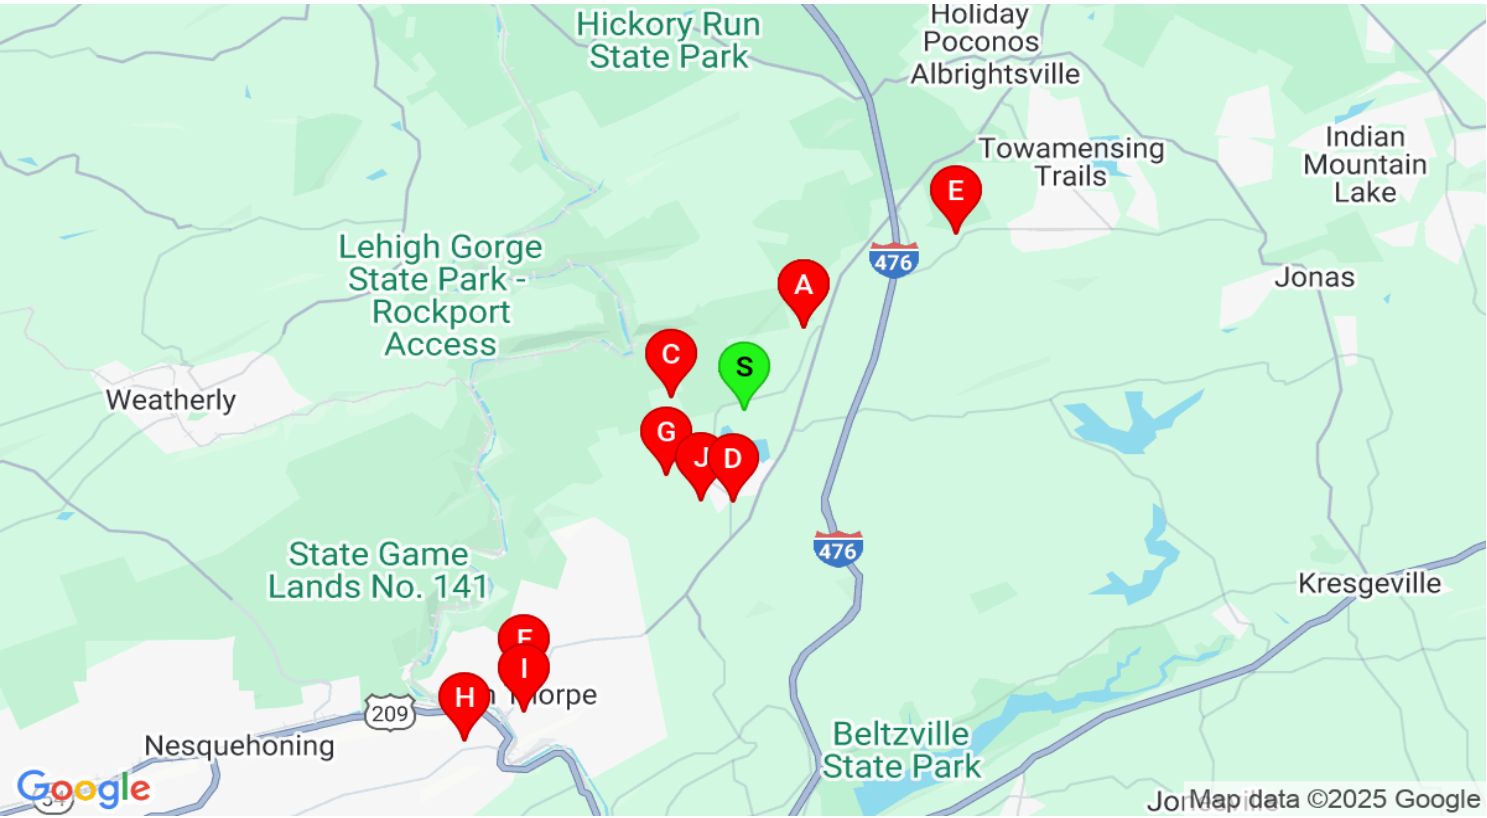 Hickory Run
State Park
Holiday
Poconos
Albrightsville
Towamensing
Trails
Indian
Mountain
Lake
E
Lehigh Gorge
State Park -
Rockport
Access
476
A
Jonas
C
S
Weatherly
G
J
D
476
State Game
Lands No. 141
Kresgeville
F
I
H
Thorpe
209
Nesquehoning
Beltzville
State Park
Google
54
Map data ©2025 Google